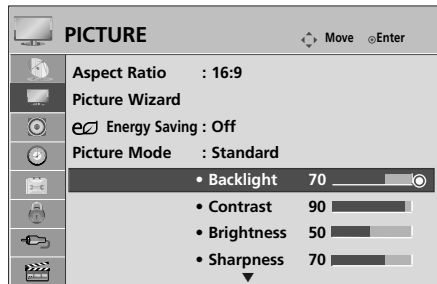 PICTURE Move Enter
Aspect Ratio : 16:9
Picture Wizard
Energy Saving : Off
Picture Mode : Standard
• Backlight 70
• Contrast 90
• Brightness 50
• Sharpness 70